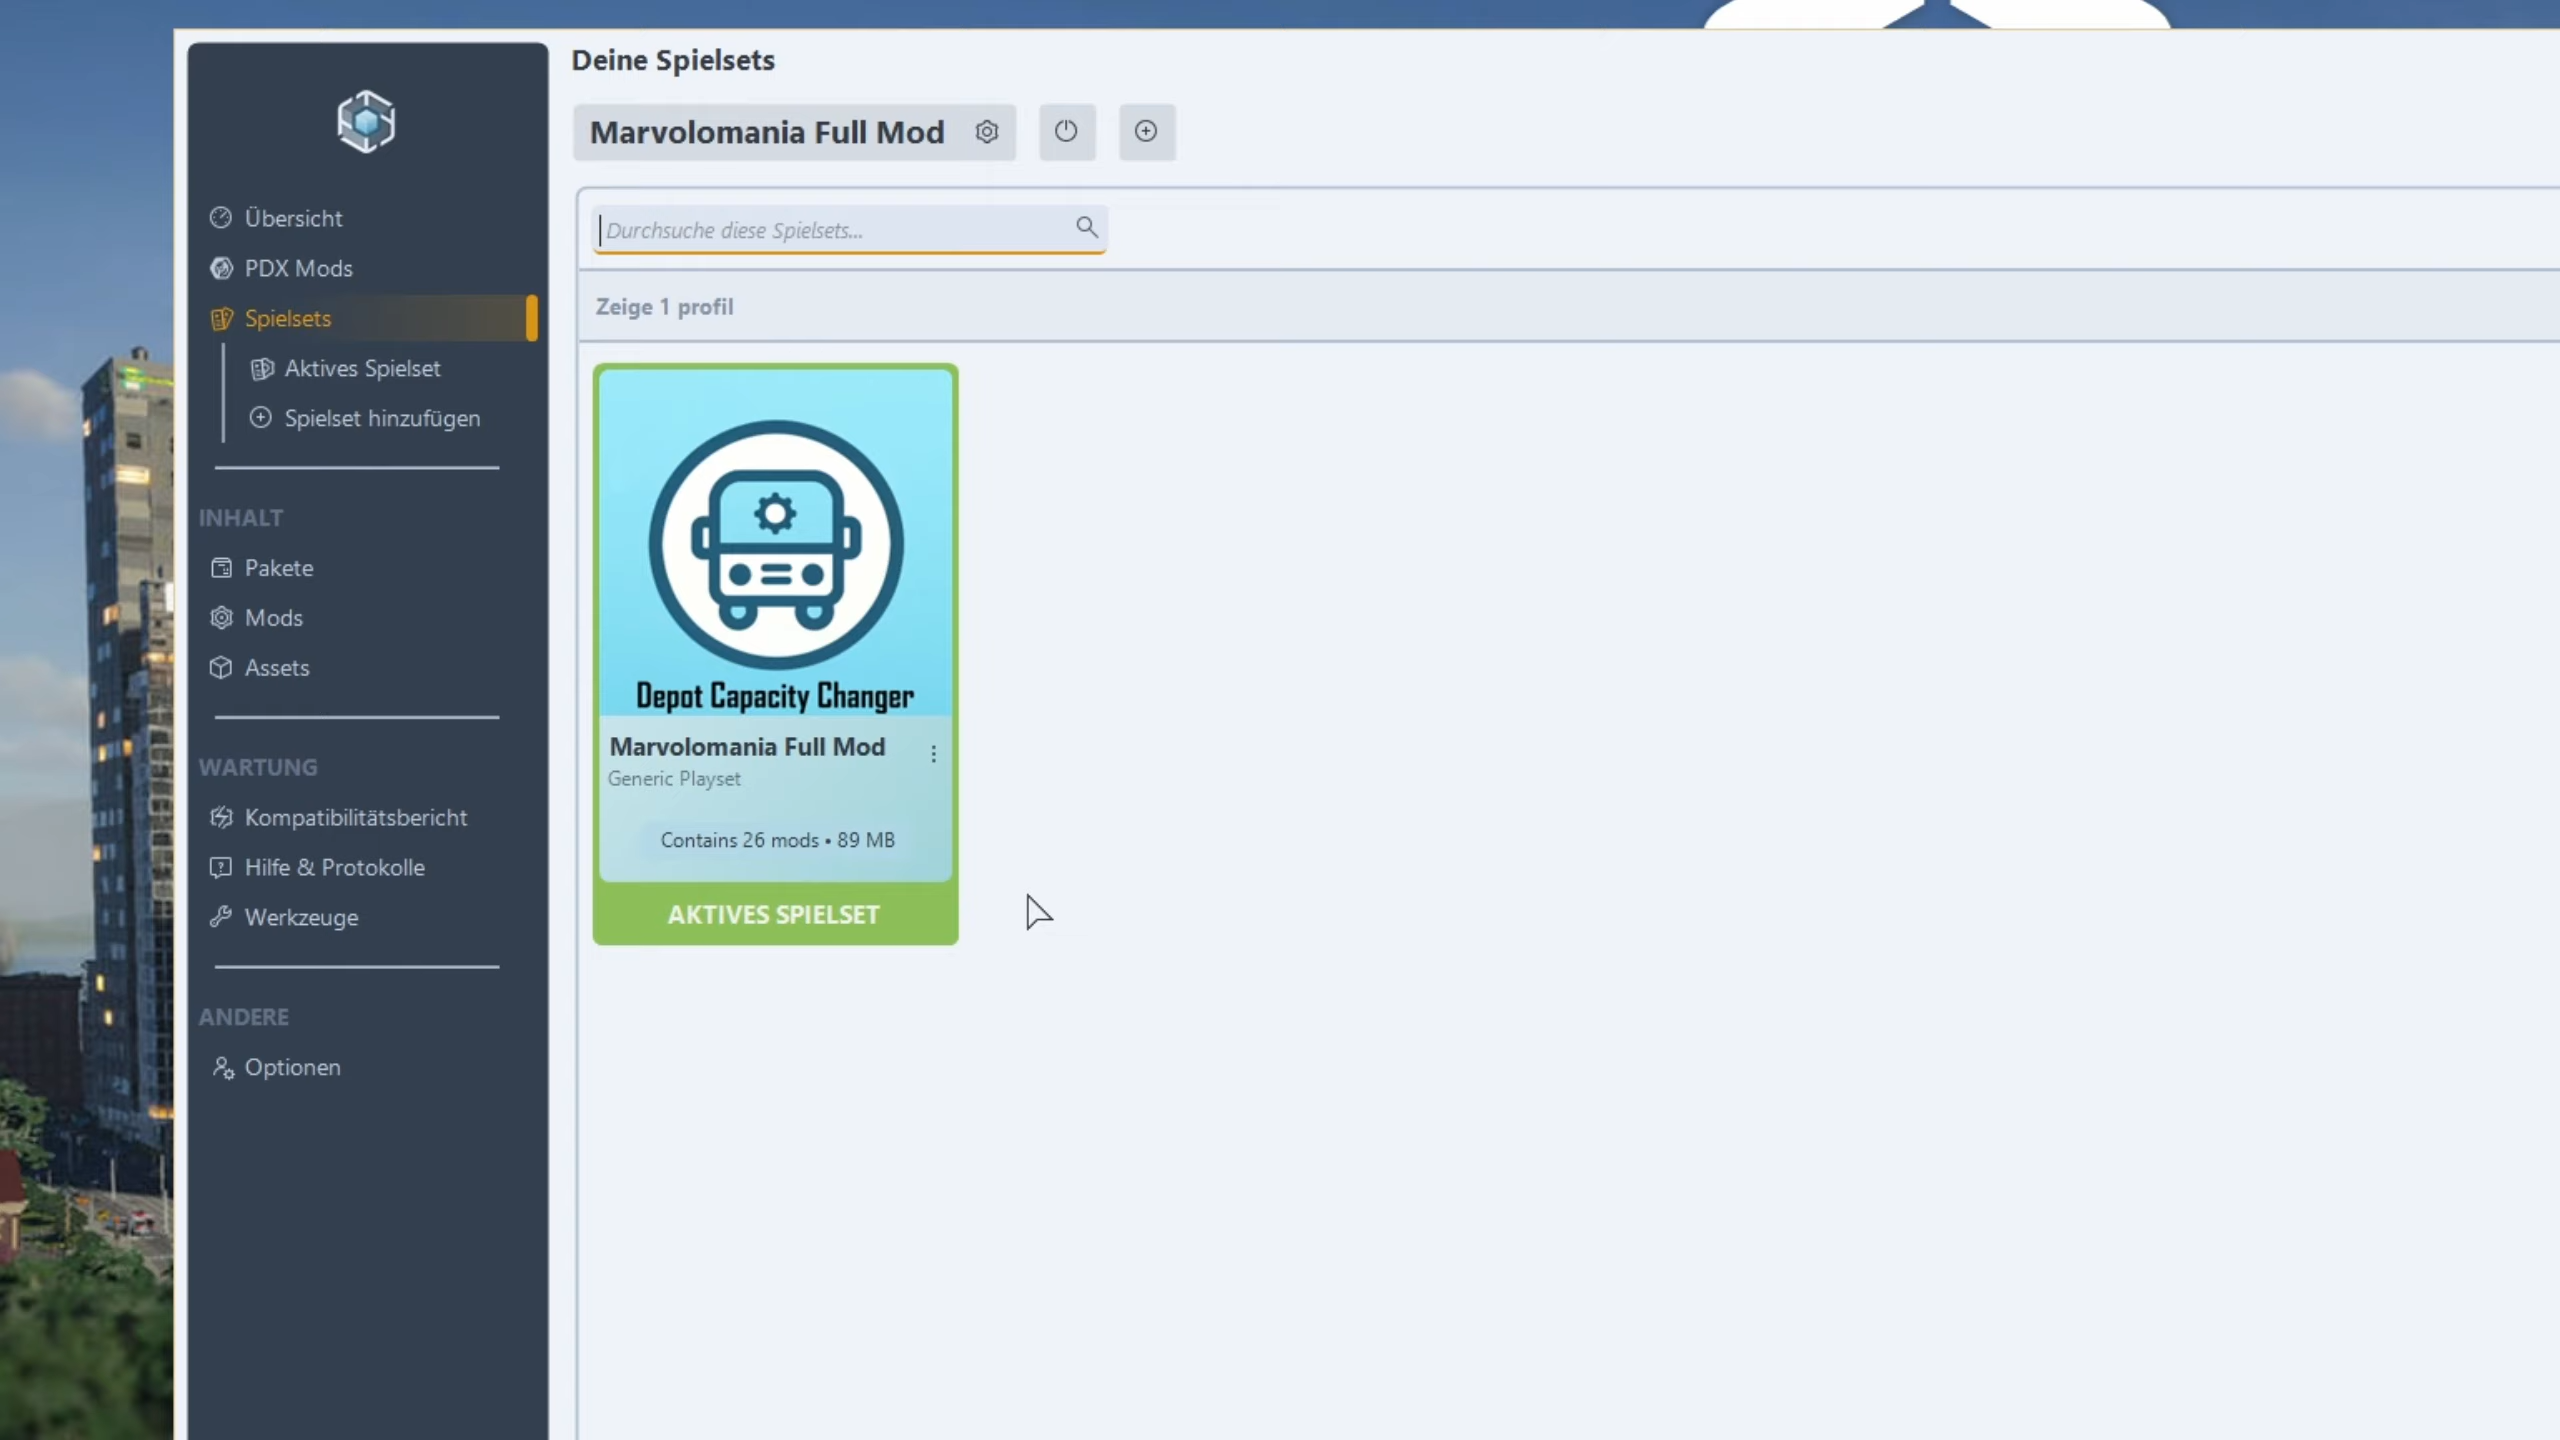 Deine Spielsets
Marvolomania Full Mod
Durchsuche diese Spielsets...
Zeige 1 profil
Übersicht
PDX Mods
Spielsets
Aktives Spielset
Spielset hinzufügen
INHALT
Pakete
Mods
Assets
WARTUNG
Kompatibilitätsbericht
Hilfe & Protokolle
Werkzeuge
ANDERE
Optionen
Depot Capacity Changer
Marvolomania Full Mod
Generic Playset
Contains 26 mods • 89 MB
AKTIVES SPIELSET